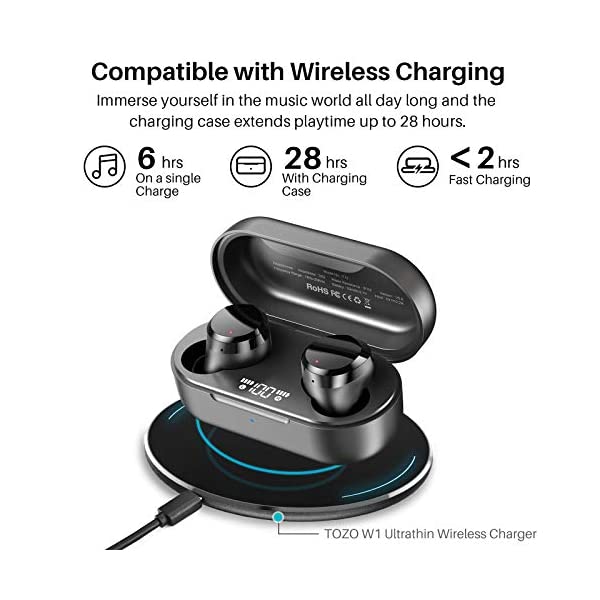 Compatible with Wireless Charging
Immerse yourself in the music world all day long and the
charging case extends playtime up to 28 hours.
6 hrs
On a single
Charge
28 hrs
With Charging
Case
< 2 hrs
Fast Charging
RoHS FC CE
100
TOZO W1 Ultrathin Wireless Charger